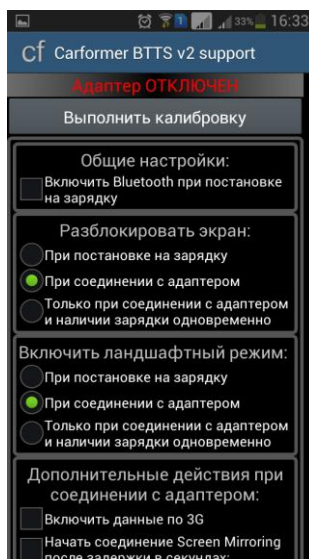 33% 16:33
cf Carformer BTTS v2 support
Адаптер ОТКЛЮЧЕН
Выполнить калибровку
Общие настройки:
Включить Bluetooth при постановке
на зарядку
Разблокировать экран:
При постановке на зарядку
При соединении с адаптером
Только при соединении с адаптером
и наличии зарядки одновременно
Включить ландшафтный режим:
При постановке на зарядку
При соединении с адаптером
Только при соединении с адаптером
и наличии зарядки одновременно
Дополнительные действия при
соединении с адаптером:
Включить данные по 3G
Начать соединение Screen Mirroring
после задержки в секундах: